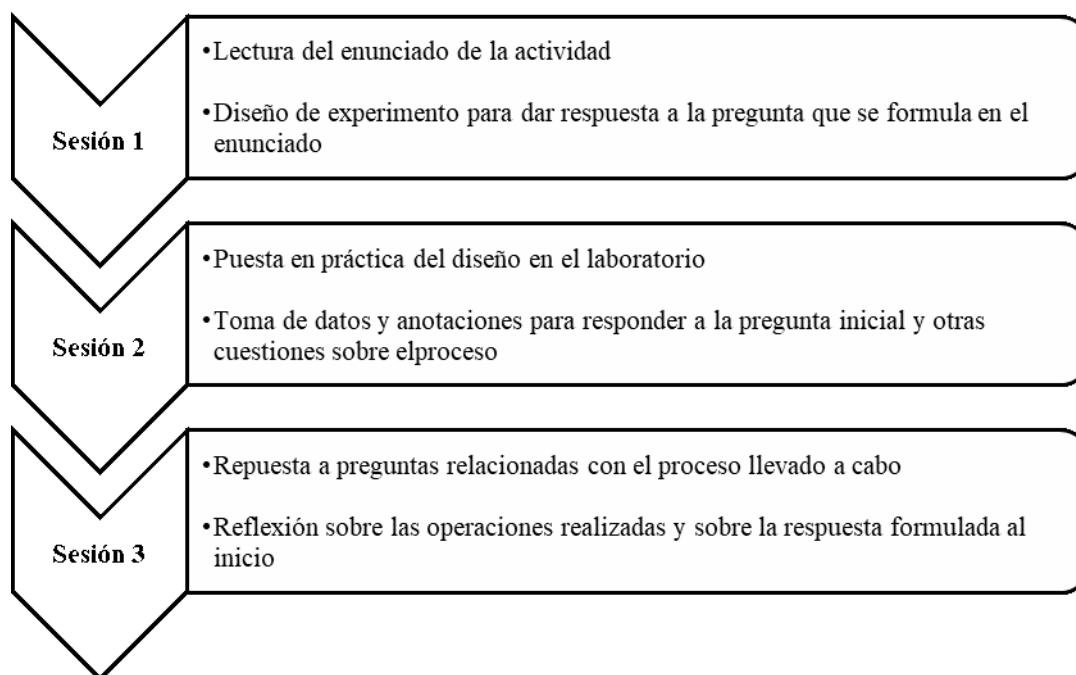 Sesión 1
•Lectura del enunciado de la actividad
•Diseño de experimento para dar respuesta a la pregunta que se formula en el
enunciado
Sesión 2
•Puesta en práctica del diseño en el laboratorio
•Toma de datos y anotaciones para responder a la pregunta inicial y otras
cuestiones sobre elproceso
Sesión 3
•Repuesta a preguntas relacionadas con el proceso llevado a cabo
•Reflexión sobre las operaciones realizadas y sobre la respuesta formulada al
inicio